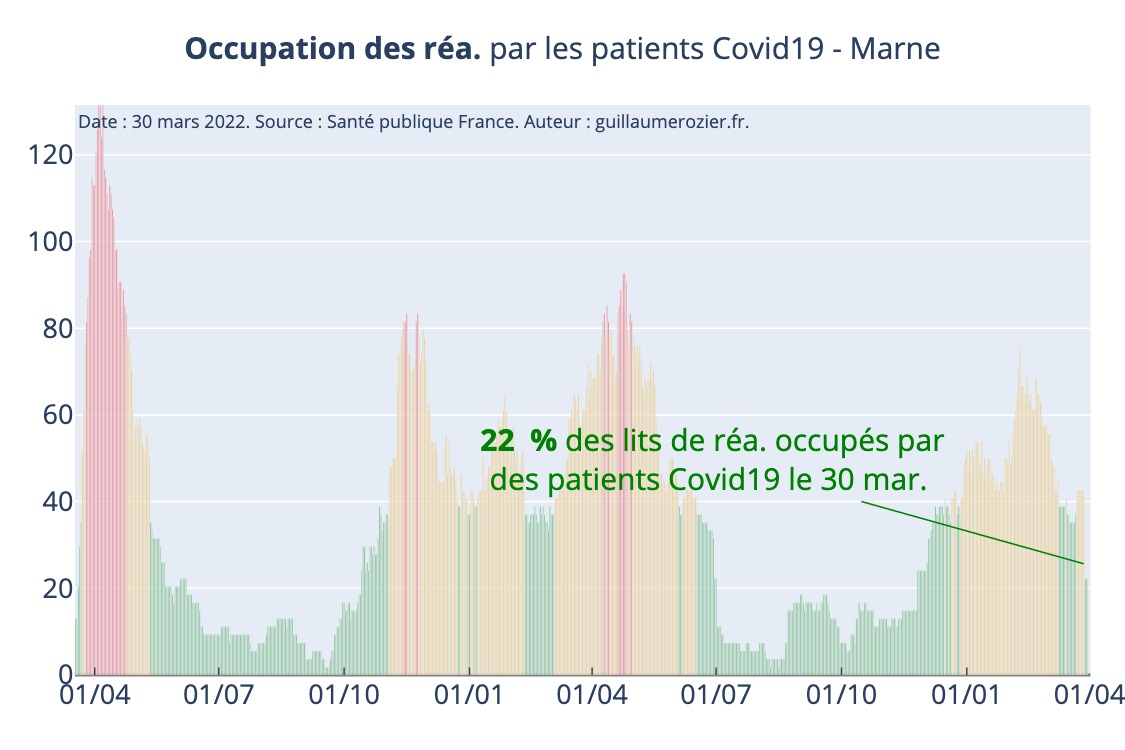 Occupation des réa. par les patients Covid19 - Marne
Date : 30 mars 2022. Source : Santé publique France. Auteur : guillaumerozier.fr.
120
100
80
60
40
20
0
22 % des lits de réa. occupés par
des patients Covid19 le 30 mar.
01/04 01/07 01/10 01/01 01/04 01/07 01/10 01/01 01/04